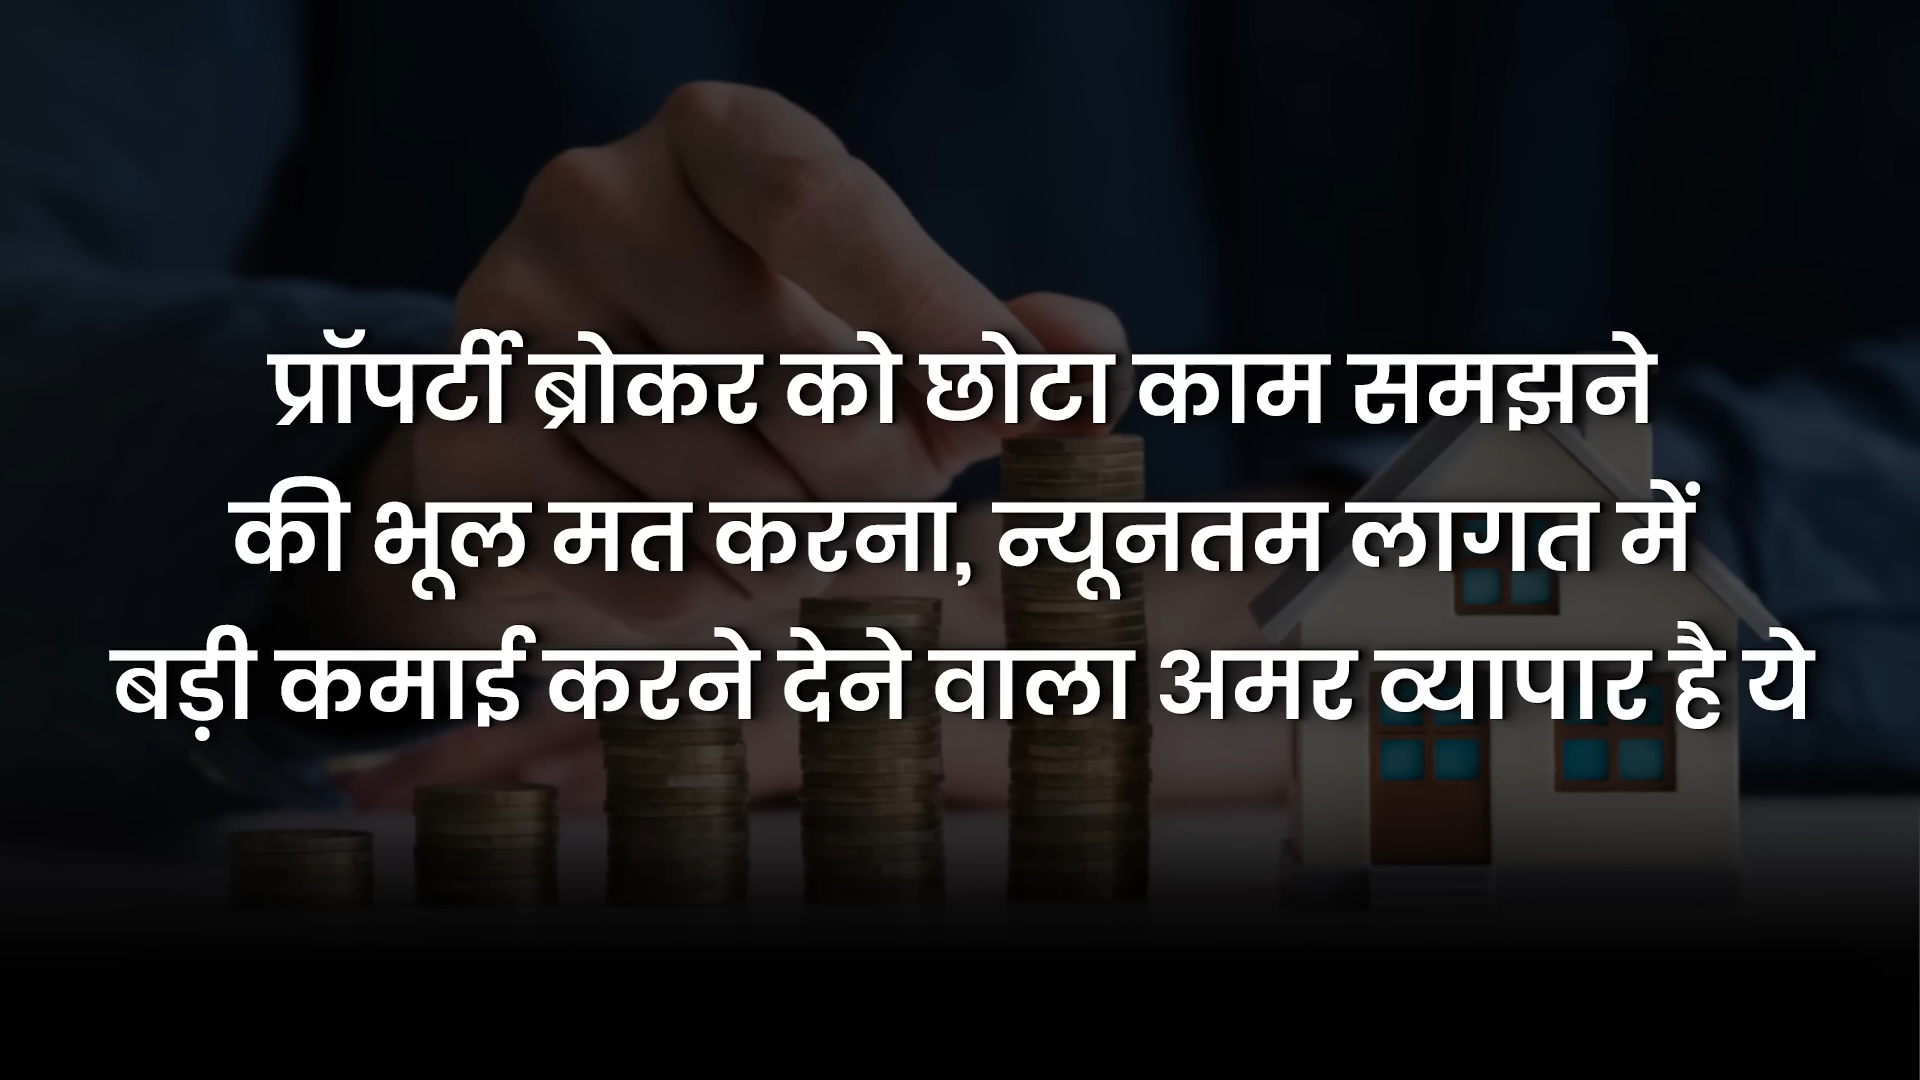 प्रॉपर्टी ब्रोकर को छोटा काम समझने
की भूल मत करना, न्यूनतम लागत में
बड़ी कमाई करने देने वाला अमर व्यापार है ये